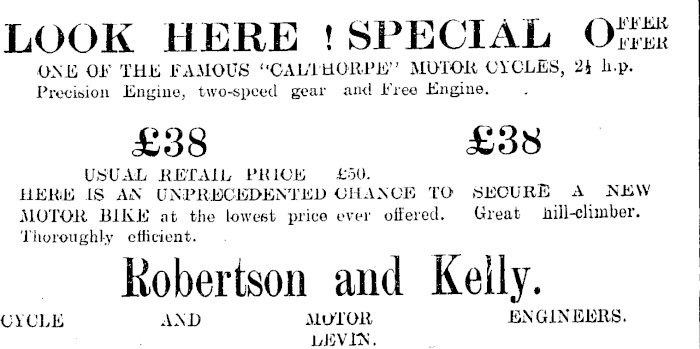 LOOK HERE ! SPECIAL OFFER
OFFER
ONE OF THE FAMOUS "CALTHORPE" MOTOR CYCLES, 2½ h.p.
Precision Engine, two-speed gear and Free Engine.
£38 £38
USUAL RETAIL PRICE £50.
HERE IS AN UNPRECEDENTED CHANCE TO SECURE A NEW
MOTOR BIKE at the lowest price ever offered. Great hill-climber.
Thoroughly efficient.
Robertson and Kelly.
CYCLE AND MOTOR ENGINEERS.
LEVIN.